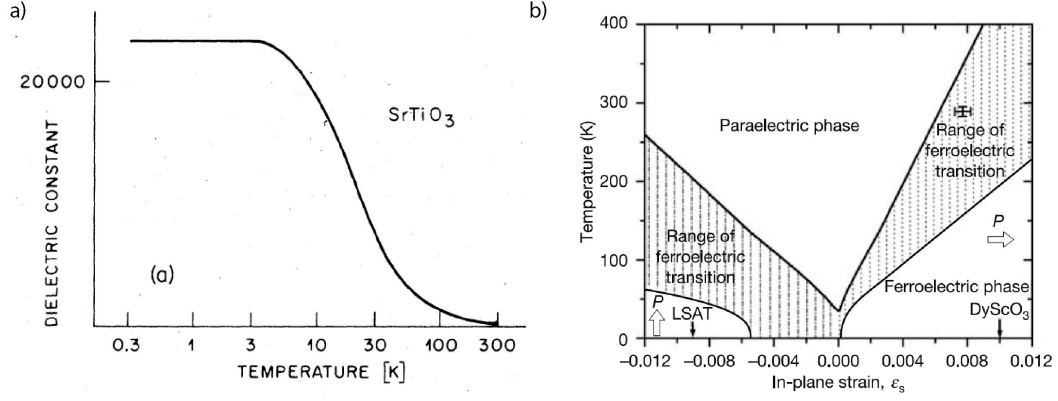 a)
20000
DIELECTRIC CONSTANT
SrTiO3
(a)
0.3 1 3 10 30 100 300
TEMPERATURE [K]
b)
400
300
200
100
0
Temperature (K)
Paraelectric phase
Range of
ferroelectric
transition
P
Range of
ferroelectric
transition
Ferroelectric phase
P
LSAT
DyScO3
−0.012 −0.008 −0.004 0.000 0.004 0.008 0.012
In-plane strain, εs